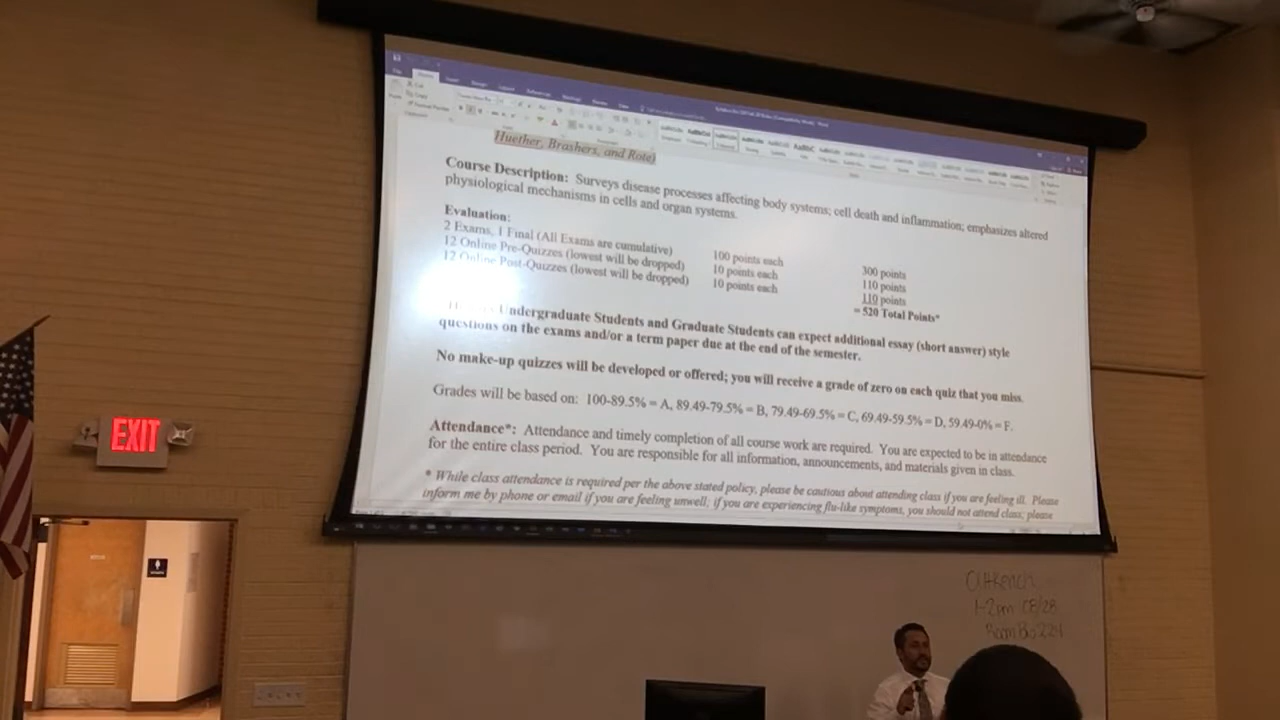 Huether, Brashers, and Rote)
Course Description: Surveys disease processes affecting body systems; cell death and inflammation; emphasizes altered
physiological mechanisms in cells and organ systems.
Evaluation:
2 Exams, 1 Final (All Exams are cumulative) 100 points each 300 points
12 Online Pre-Quizzes (lowest will be dropped) 10 points each 110 points
12 Online Post-Quizzes (lowest will be dropped) 10 points each 110 points
= 520 Total Points*
Undergraduate Students and Graduate Students can expect additional essay (short answer) style
questions on the exams and/or a term paper due at the end of the semester.
No make-up quizzes will be developed or offered; you will receive a grade of zero on each quiz that you miss.
Grades will be based on: 100-89.5% = A, 89.49-79.5% = B, 79.49-69.5% = C, 69.49-59.5% = D, 59.49-0% = F.
Attendance*: Attendance and timely completion of all course work are required. You are expected to be in attendance
for the entire class period. You are responsible for all information, announcements, and materials given in class.
* While class attendance is required per the above stated policy, please be cautious about attending class if you are feeling ill. Please
inform me by phone or email if you are feeling unwell; if you are experiencing flu-like symptoms, you should not attend class; please
EXIT
1-2pm 08/28
Room